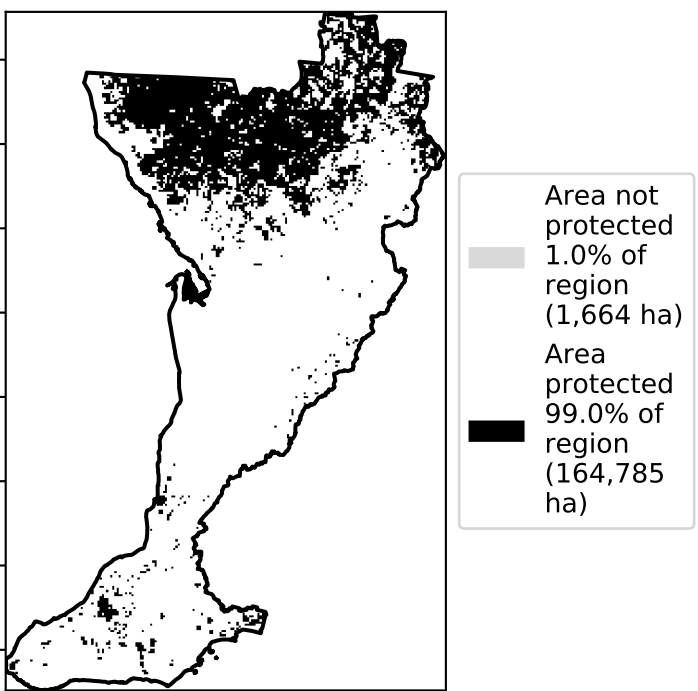 Area not
protected
1.0% of
region
(1,664 ha)
Area
protected
99.0% of
region
(164,785
ha)